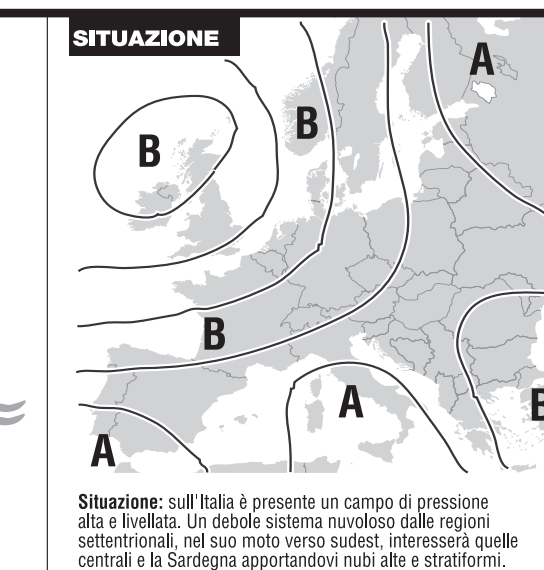 SITUAZIONE
A
B
B
B
A
A
B
Situazione: sull'Italia è presente un campo di pressione
alta e livellata. Un debole sistema nuvoloso dalle regioni
settentrionali, nel suo moto verso sudest, interesserà quelle
centrali e la Sardegna apportandovi nubi alte e stratiformi.